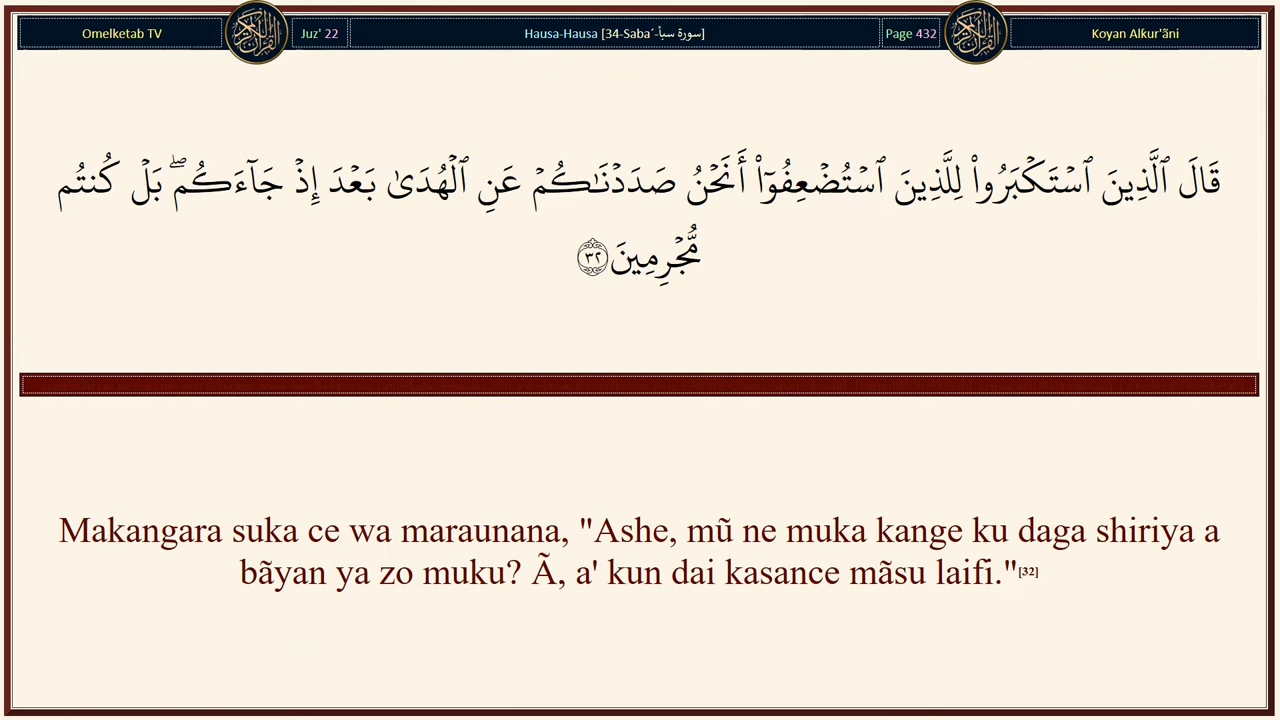 Omelketab TV
Juz' 22
Hausa-Hausa [34-Saba´-سورة سبأ]
Page 432
Koyan Alƙur'ãni
قَالَ ٱلَّذِينَ ٱسْتَكْبَرُوا۟ لِلَّذِينَ ٱسْتُضْعِفُوٓا۟ أَنَحْنُ صَدَدْنَـٰكُمْ عَنِ ٱلْهُدَىٰ بَعْدَ إِذْ جَآءَكُم ۖ بَلْ كُنتُم
مُّجْرِمِينَ ٣٢
Makangara suka ce wa maraunana, "Ashe, mũ ne muka kange ku daga shiriya a
bãyan ya zo muku? Ã, a' kun dai kasance mãsu laifi."[32]